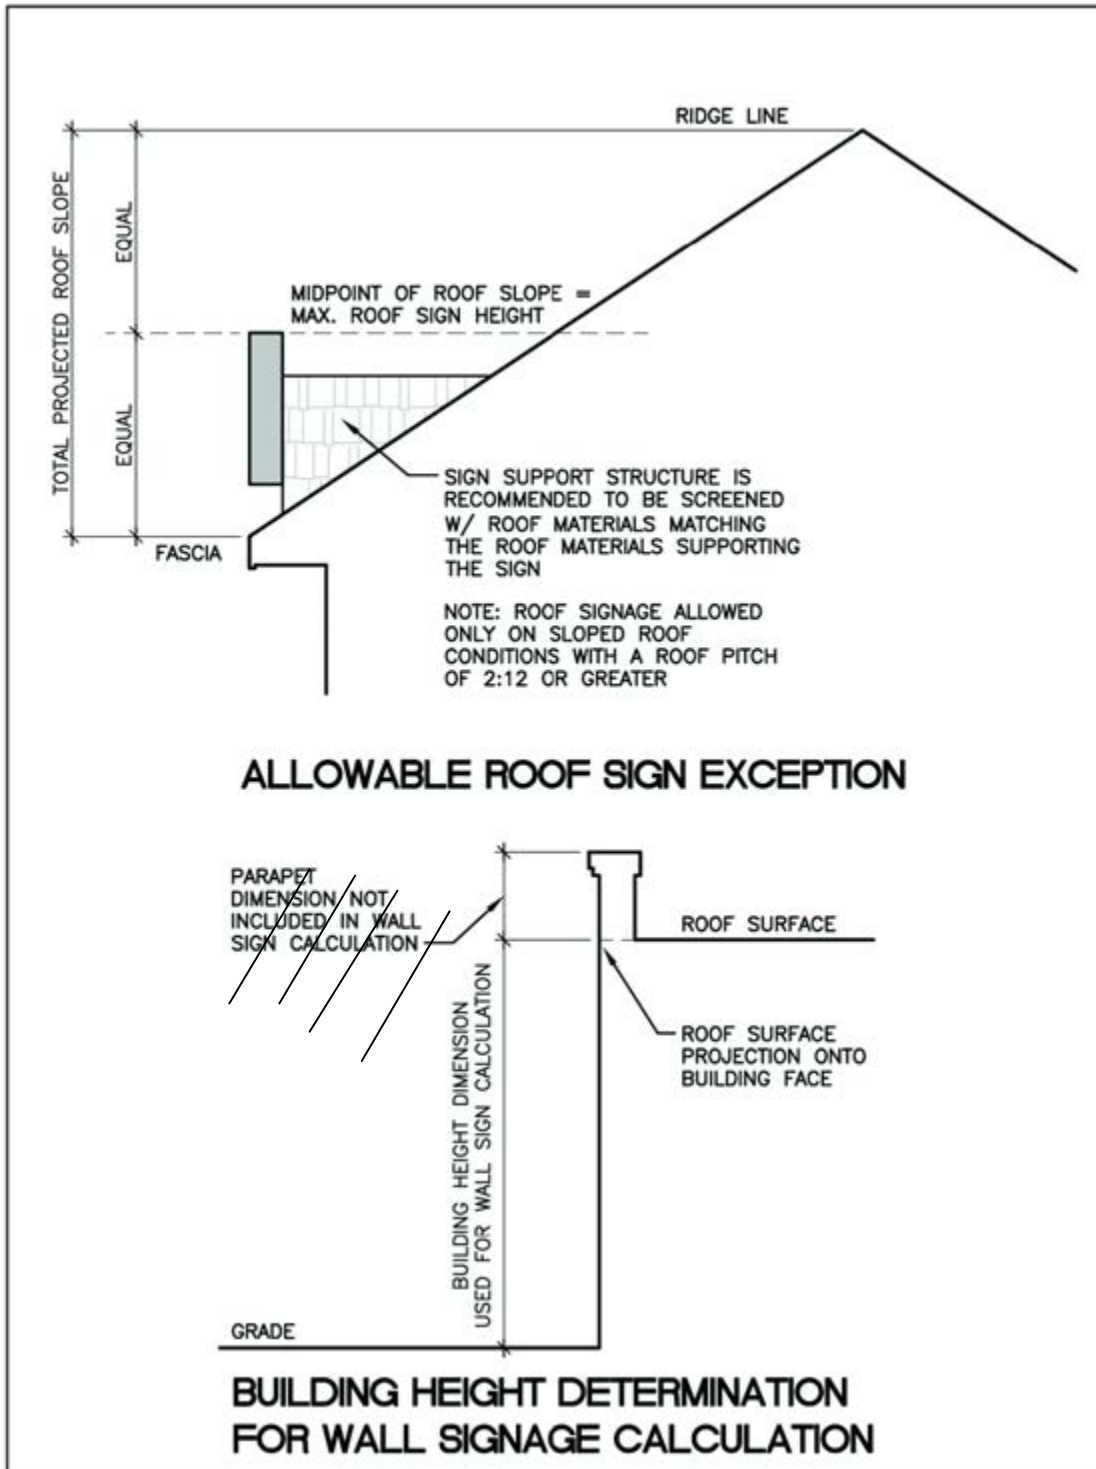 RIDGE LINE
TOTAL PROJECTED ROOF SLOPE
EQUAL
EQUAL
MIDPOINT OF ROOF SLOPE =
MAX. ROOF SIGN HEIGHT
SIGN SUPPORT STRUCTURE IS
RECOMMENDED TO BE SCREENED
W/ ROOF MATERIALS MATCHING
THE ROOF MATERIALS SUPPORTING
THE SIGN
FASCIA
NOTE: ROOF SIGNAGE ALLOWED
ONLY ON SLOPED ROOF
CONDITIONS WITH A ROOF PITCH
OF 2:12 OR GREATER
ALLOWABLE ROOF SIGN EXCEPTION
PARAPET
DIMENSION NOT
INCLUDED IN WALL
SIGN CALCULATION
ROOF SURFACE
BUILDING HEIGHT DIMENSION
USED FOR WALL SIGN CALCULATION
ROOF SURFACE
PROJECTION ONTO
BUILDING FACE
GRADE
BUILDING HEIGHT DETERMINATION
FOR WALL SIGNAGE CALCULATION